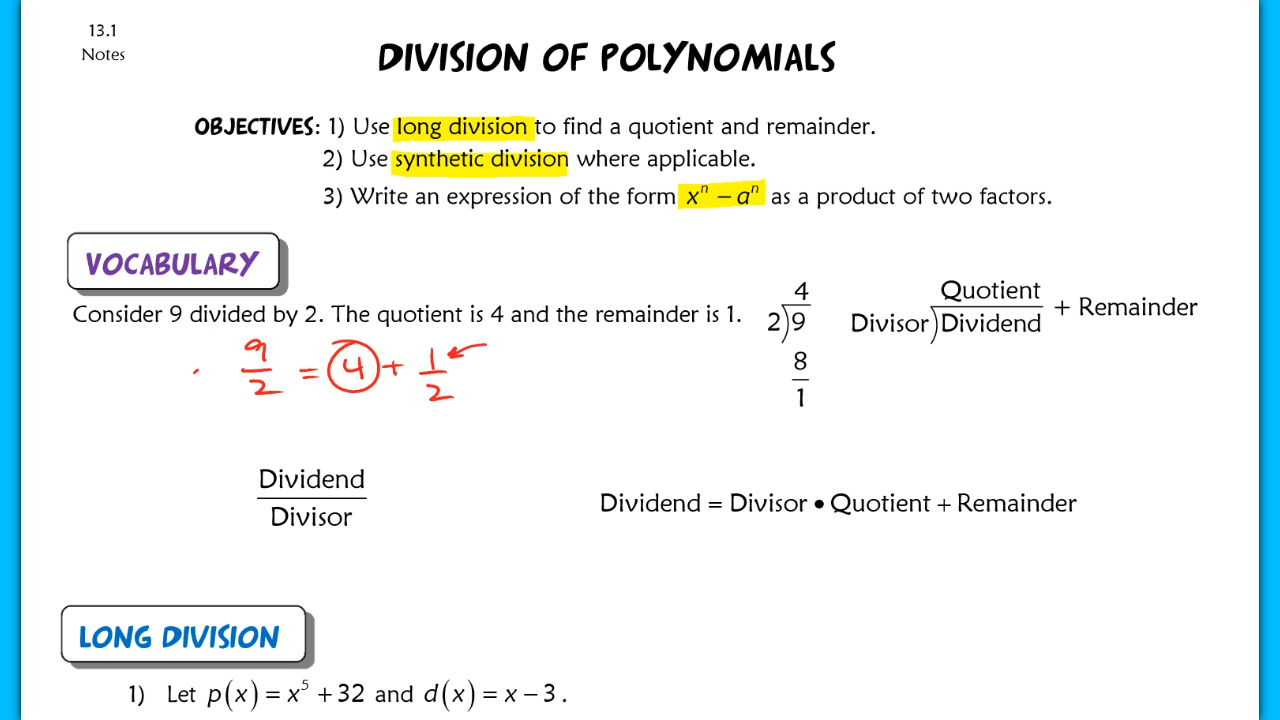 13.1
Notes
DIVISION OF POLYNOMIALS
OBJECTIVES: 1) Use long division to find a quotient and remainder.
2) Use synthetic division where applicable.
3) Write an expression of the form xⁿ – aⁿ as a product of two factors.
VOCABULARY
Consider 9 divided by 2. The quotient is 4 and the remainder is 1.
4
2)9
8
1
Quotient
Divisor)Dividend + Remainder
9/2 = 4 + 1/2
Dividend
Divisor
Dividend = Divisor • Quotient + Remainder
LONG DIVISION
1) Let p(x) = x⁵ + 32 and d(x) = x – 3.